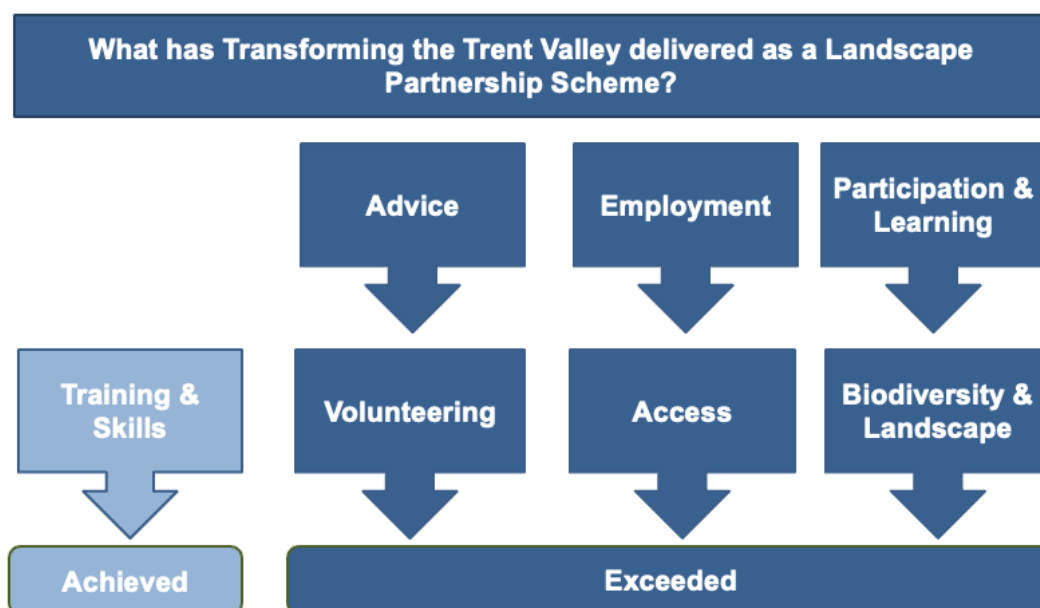 What has Transforming the Trent Valley delivered as a Landscape
Partnership Scheme?
Advice
Employment
Participation &
Learning
Training &
Skills
Volunteering
Access
Biodiversity &
Landscape
Achieved
Exceeded